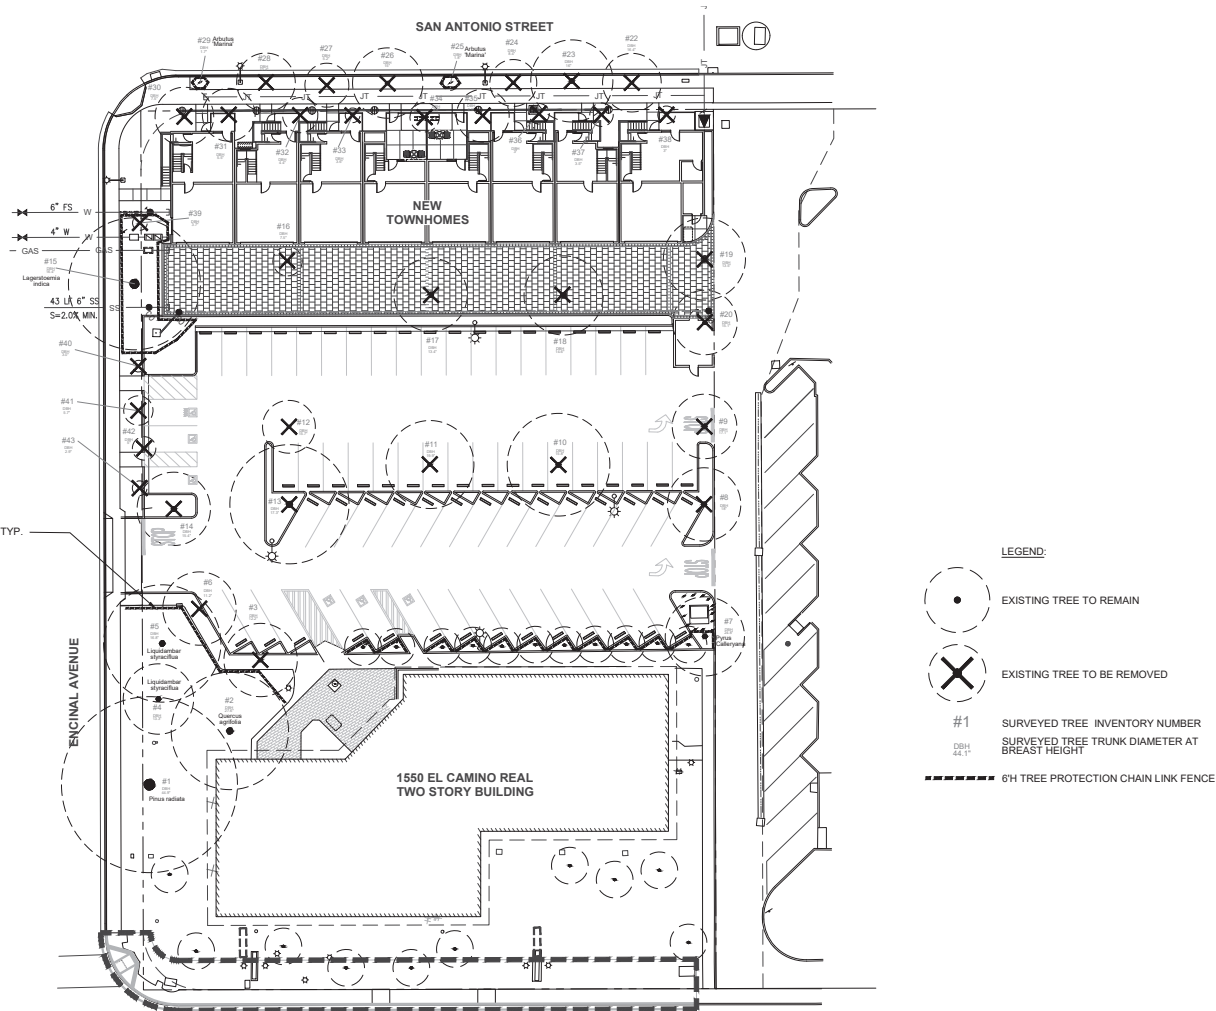 SAN ANTONIO STREET
#29 Arbutus
'Marina'
#28
#27
#26
#25 Arbutus
'Marina'
#24
#23
#22
#30
JT
JT
JT
JT
JT
JT
JT
JT
#34
#35
#31
#32
#33
#36
#37
#38
NEW
TOWNHOMES
6" FS
W
#39
4" W
W
GAS
GAS
#15
Lagerstoemia
indica
#16
#19
43 LF 6" SS
SS
S=2.0% MIN.
#20
#40
#17
#18
#41
#42
#43
#12
#11
#10
#9
STOP
#13
#8
#14
STOP
TYP.
STOP
#6
#3
#5
Liquidambar
styraciflua
#7
Pyrus
Calleryana
Liquidambar
styraciflua
#4
#2
Quercus
agrifolia
ENCINAL AVENUE
#1
Pinus radiata
1550 EL CAMINO REAL
TWO STORY BUILDING
LEGEND:
EXISTING TREE TO REMAIN
EXISTING TREE TO BE REMOVED
#1
SURVEYED TREE INVENTORY NUMBER
DBH
44.1"
SURVEYED TREE TRUNK DIAMETER AT
BREAST HEIGHT
6'H TREE PROTECTION CHAIN LINK FENCE